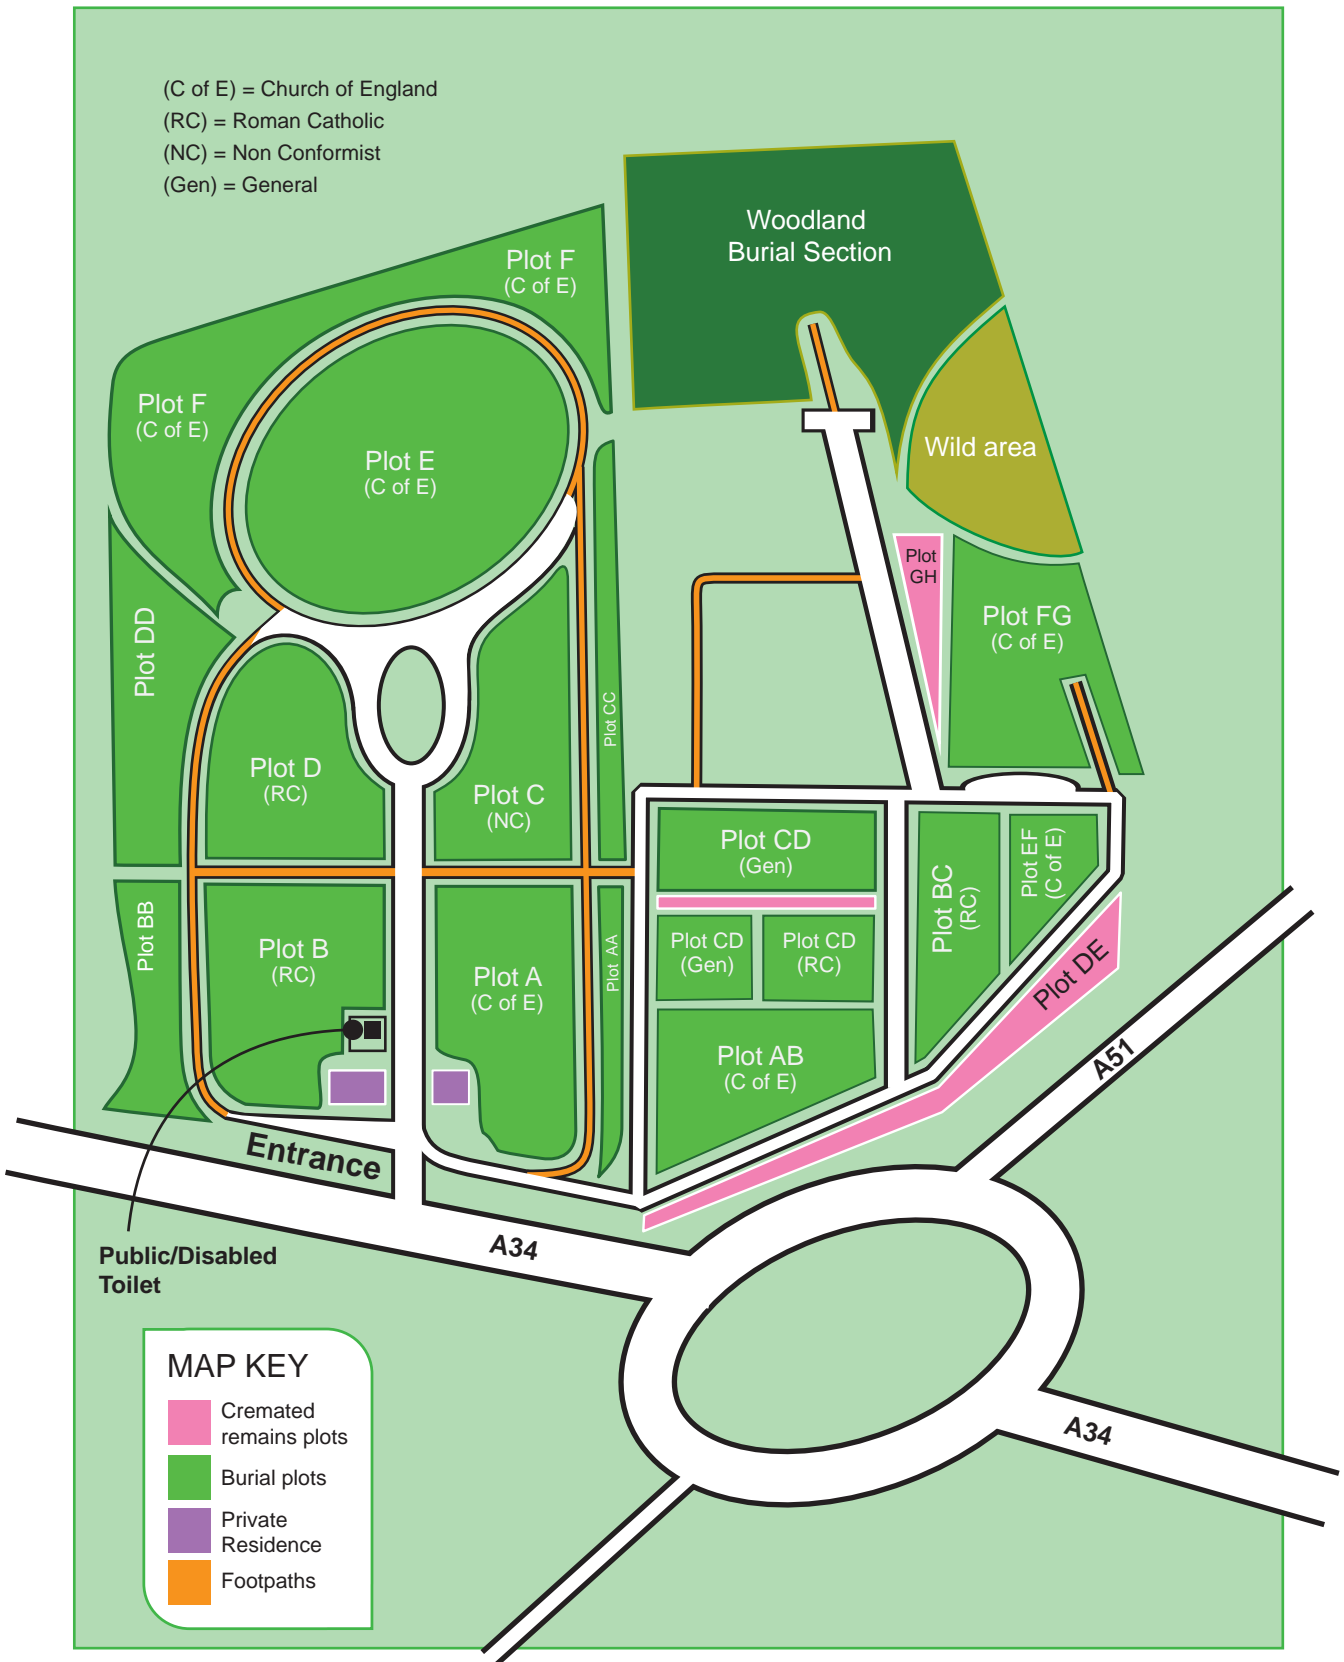 (C of E) = Church of England
(RC) = Roman Catholic
(NC) = Non Conformist
(Gen) = General
Woodland
Burial Section
Plot F
(C of E)
Plot F
(C of E)
Plot E
(C of E)
Wild area
Plot
GH
Plot FG
(C of E)
Plot DD
Plot CC
Plot D
(RC)
Plot C
(NC)
Plot CD
(Gen)
Plot BC
(RC)
Plot EF
(C of E)
Plot BB
Plot B
(RC)
Plot A
(C of E)
Plot AA
Plot CD
(Gen)
Plot CD
(RC)
Plot DE
Plot AB
(C of E)
A51
Entrance
A34
Public/Disabled
Toilet
A34
MAP KEY
Cremated
remains plots
Burial plots
Private
Residence
Footpaths